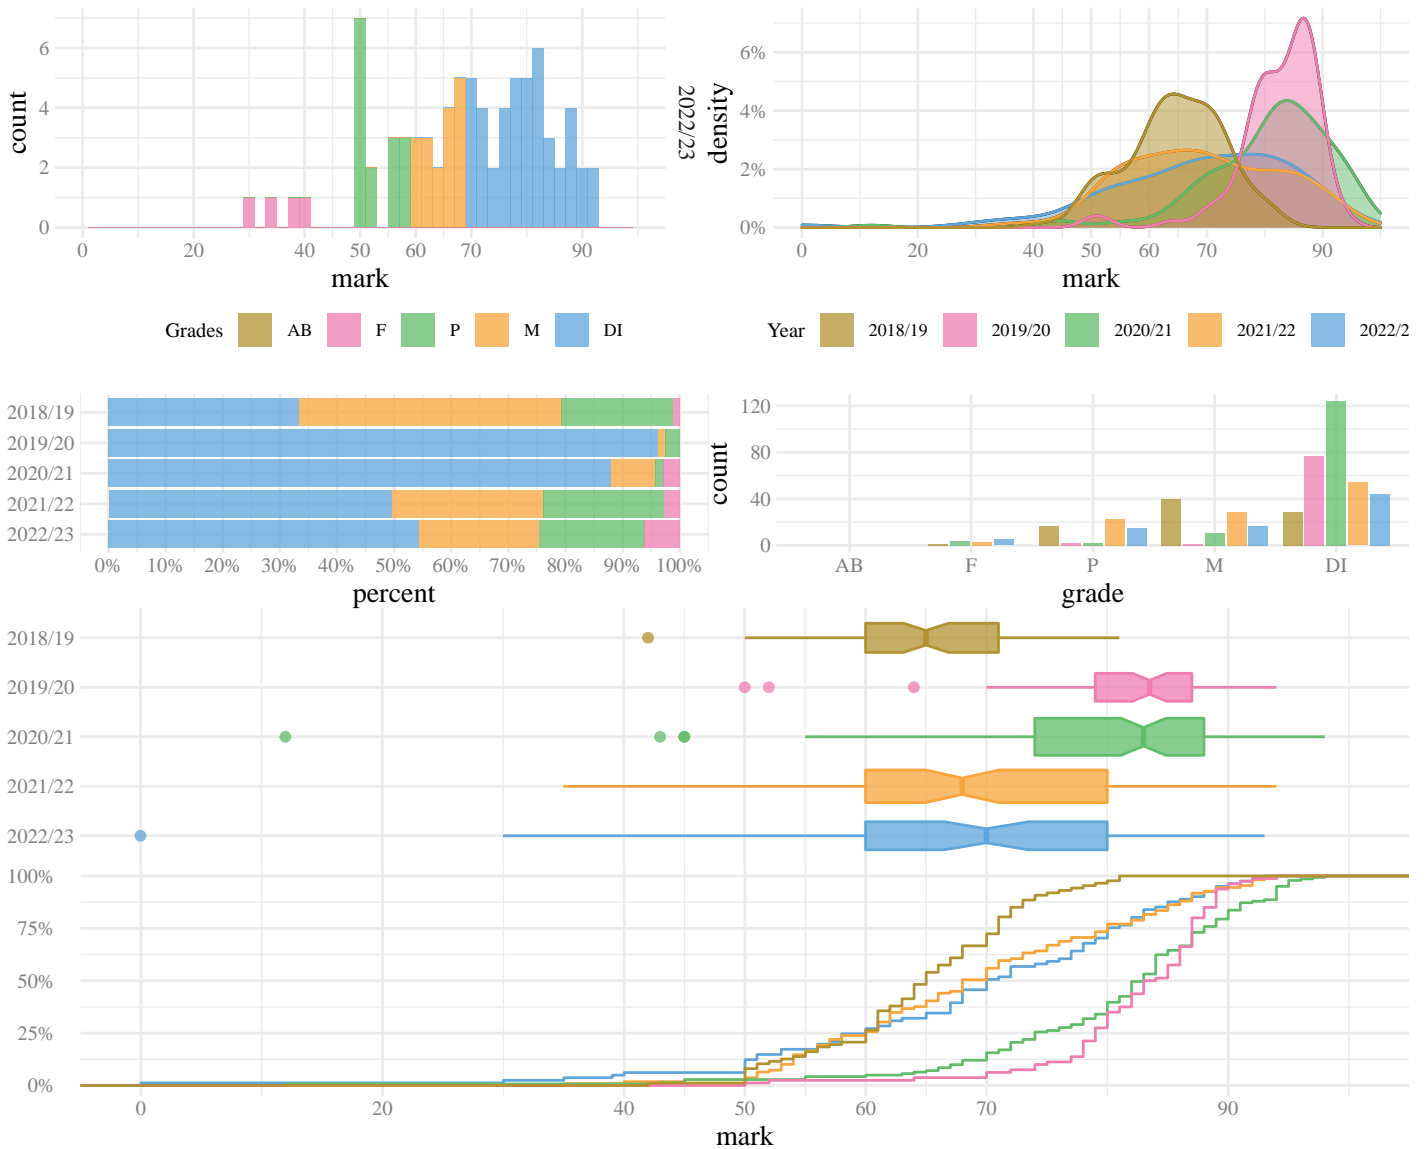 6
4
2
0
count
0 20 40 50 60 70 90
mark
2022/23
6%
4%
2%
0%
density
0 20 40 50 60 70 90
mark
Grades AB F P M DI
Year 2018/19 2019/20 2020/21 2021/22 2022/2
2018/19
2019/20
2020/21
2021/22
2022/23
0% 10% 20% 30% 40% 50% 60% 70% 80% 90% 100%
percent
120
80
40
0
count
AB F P M DI
grade
2018/19
2019/20
2020/21
2021/22
2022/23
100%
75%
50%
25%
0%
0 20 40 50 60 70 90
mark